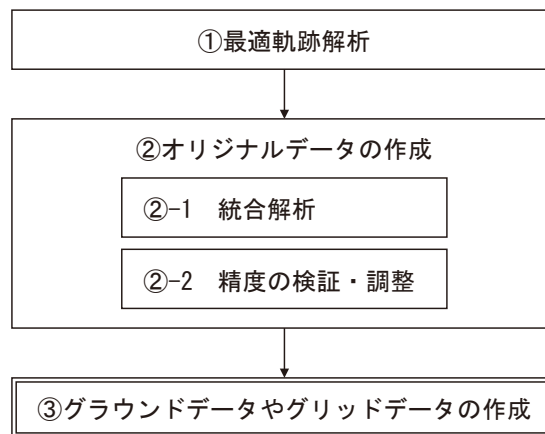 ①最適軌跡解析
②オリジナルデータの作成
②-1 統合解析
②-2 精度の検証・調整
③グラウンドデータやグリッドデータの作成